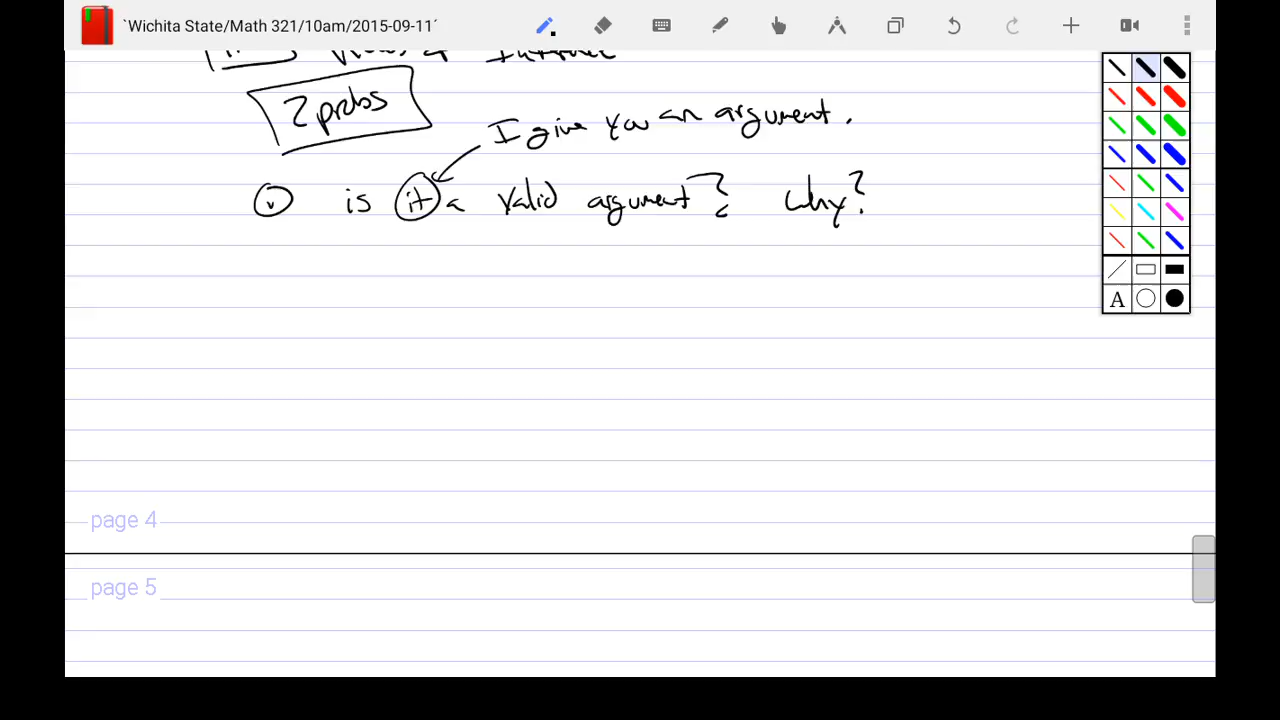 `Wichita State/Math 321/10am/2015-09-11´
2 probs
I give you an argument.
is it a valid argument? why?
A
page 4
page 5